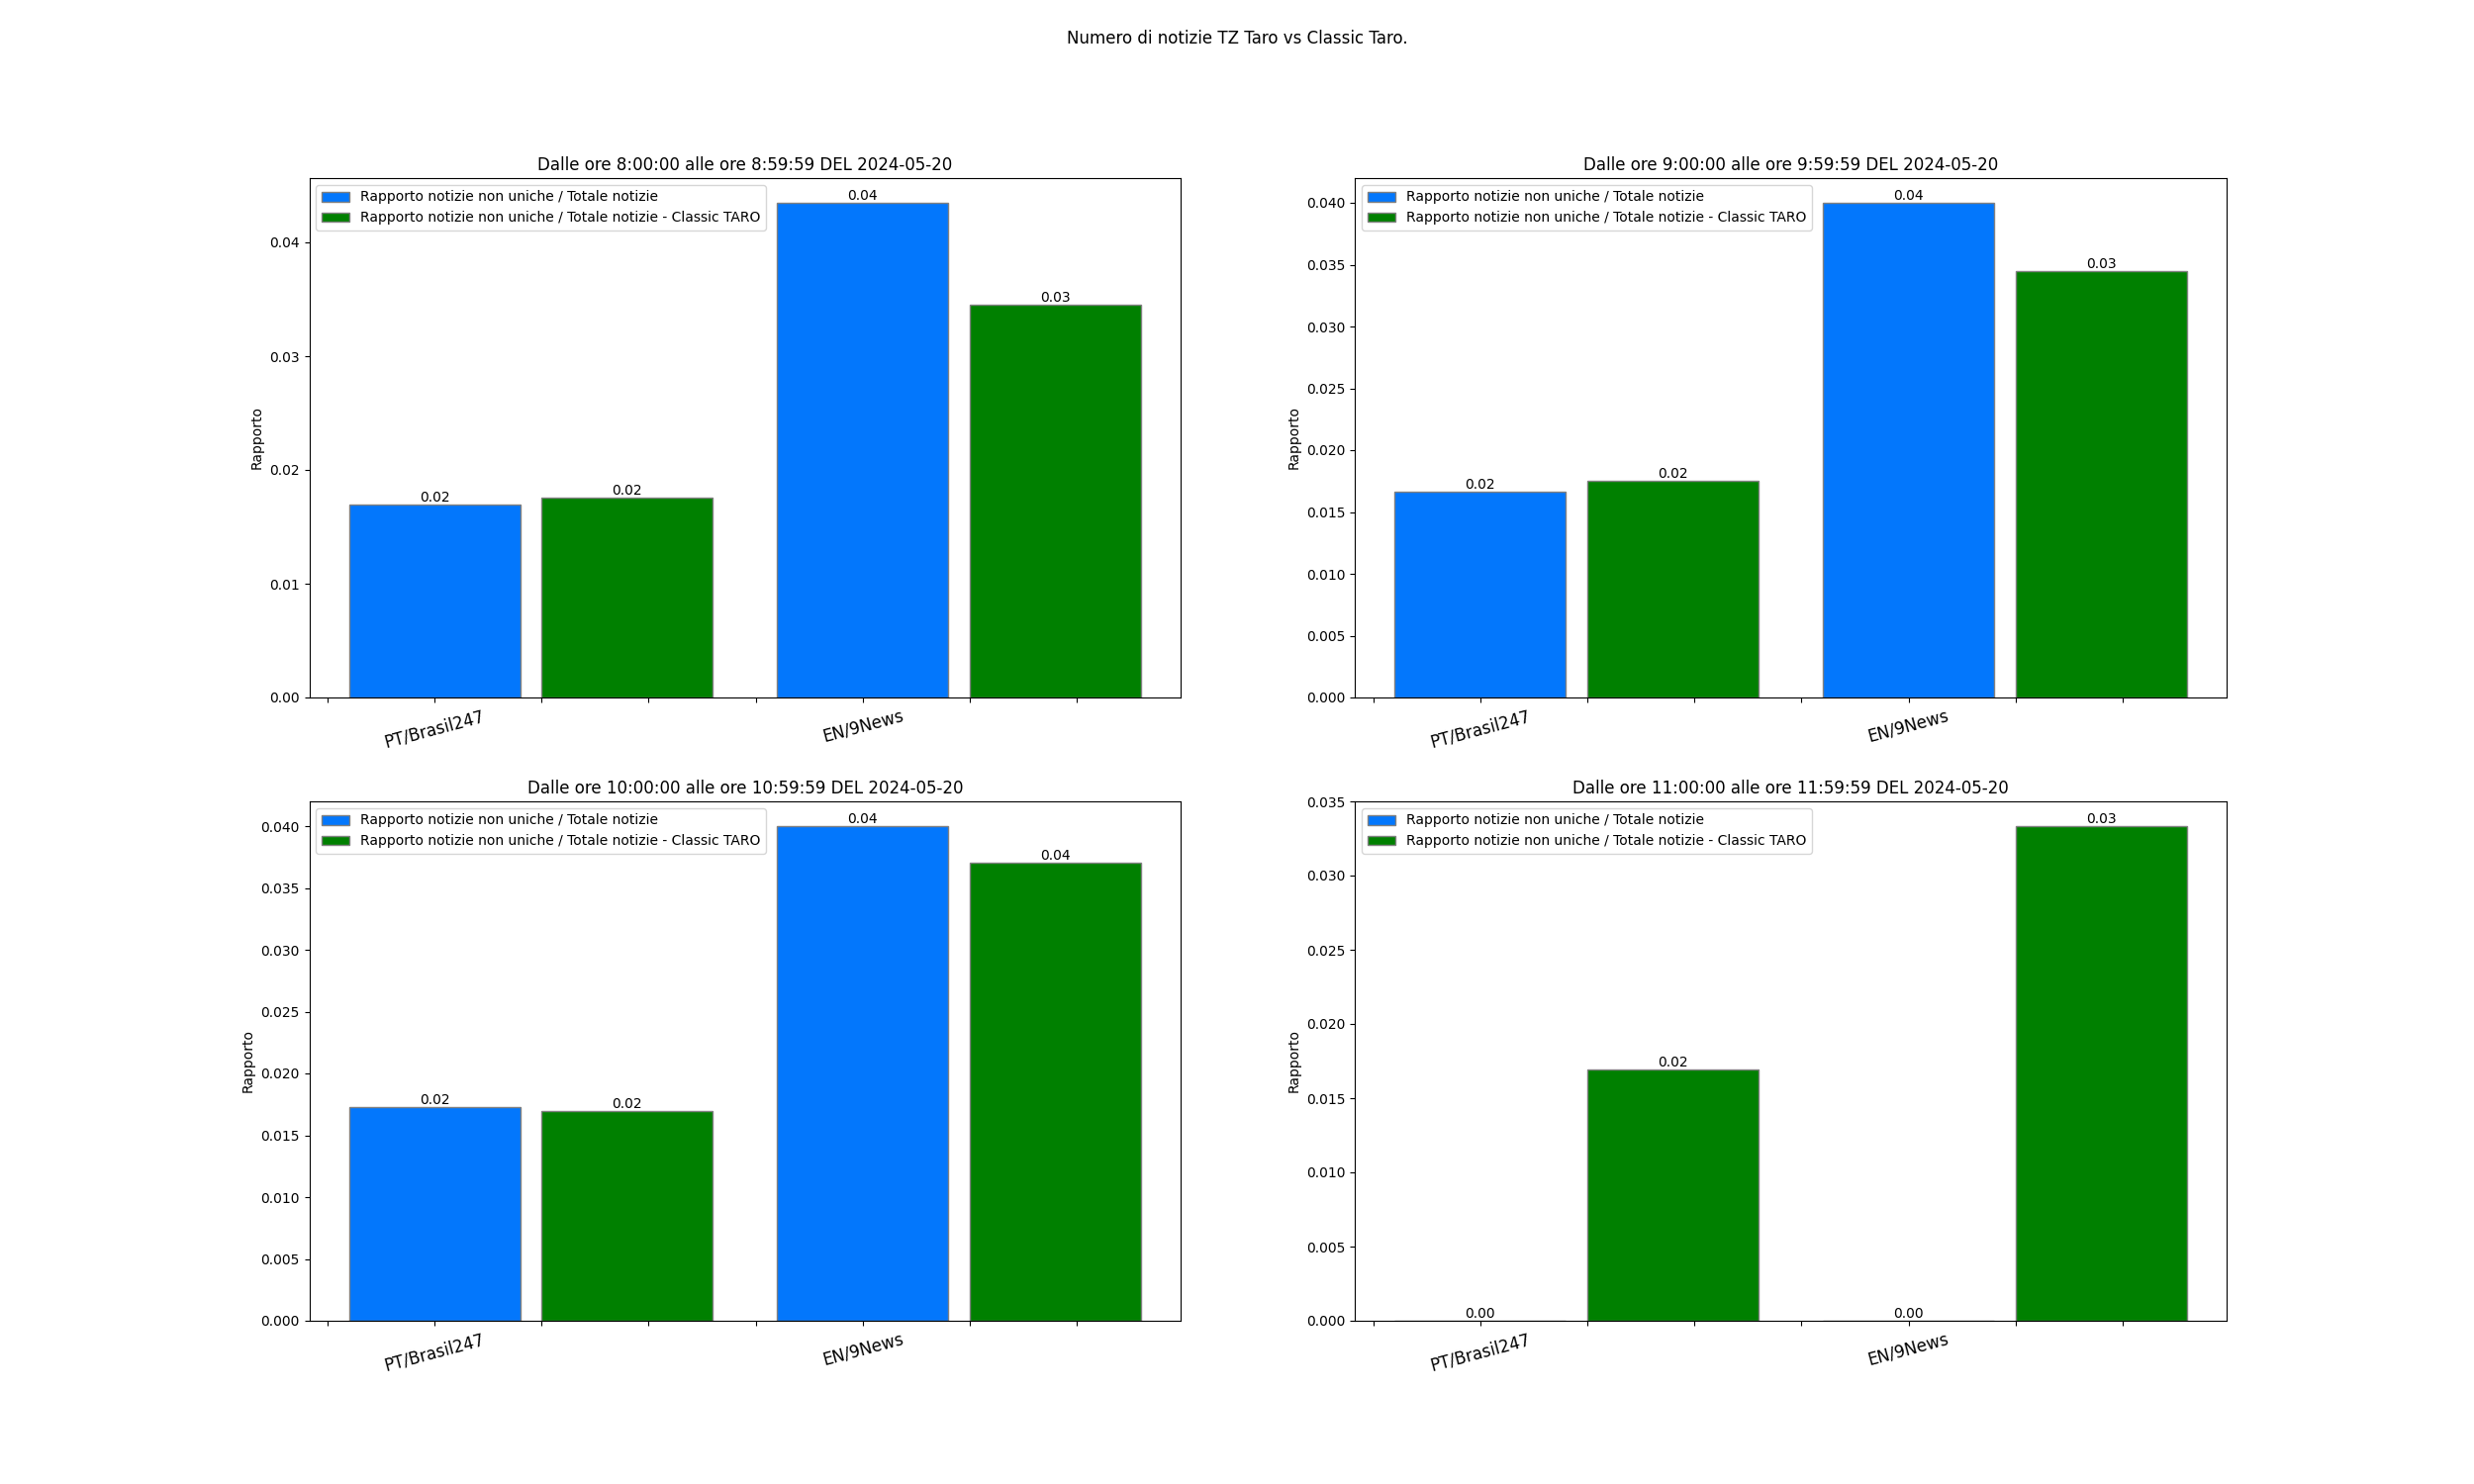 Numero di notizie TZ Taro vs Classic Taro.
Dalle ore 8:00:00 alle ore 8:59:59 DEL 2024-05-20
Rapporto notizie non uniche / Totale notizie
Rapporto notizie non uniche / Totale notizie - Classic TARO
0.04
0.03
0.02
0.02
0.04
0.03
0.02
0.01
0.00
Rapporto
PT/Brasil247
EN/9News
Dalle ore 9:00:00 alle ore 9:59:59 DEL 2024-05-20
Rapporto notizie non uniche / Totale notizie
Rapporto notizie non uniche / Totale notizie - Classic TARO
0.04
0.03
0.02
0.02
0.040
0.035
0.030
0.025
0.020
0.015
0.010
0.005
0.000
Rapporto
PT/Brasil247
EN/9News
Dalle ore 10:00:00 alle ore 10:59:59 DEL 2024-05-20
Rapporto notizie non uniche / Totale notizie
Rapporto notizie non uniche / Totale notizie - Classic TARO
0.04
0.04
0.02
0.02
0.040
0.035
0.030
0.025
0.020
0.015
0.010
0.005
0.000
Rapporto
PT/Brasil247
EN/9News
Dalle ore 11:00:00 alle ore 11:59:59 DEL 2024-05-20
Rapporto notizie non uniche / Totale notizie
Rapporto notizie non uniche / Totale notizie - Classic TARO
0.03
0.02
0.00
0.00
0.035
0.030
0.025
0.020
0.015
0.010
0.005
0.000
Rapporto
PT/Brasil247
EN/9News